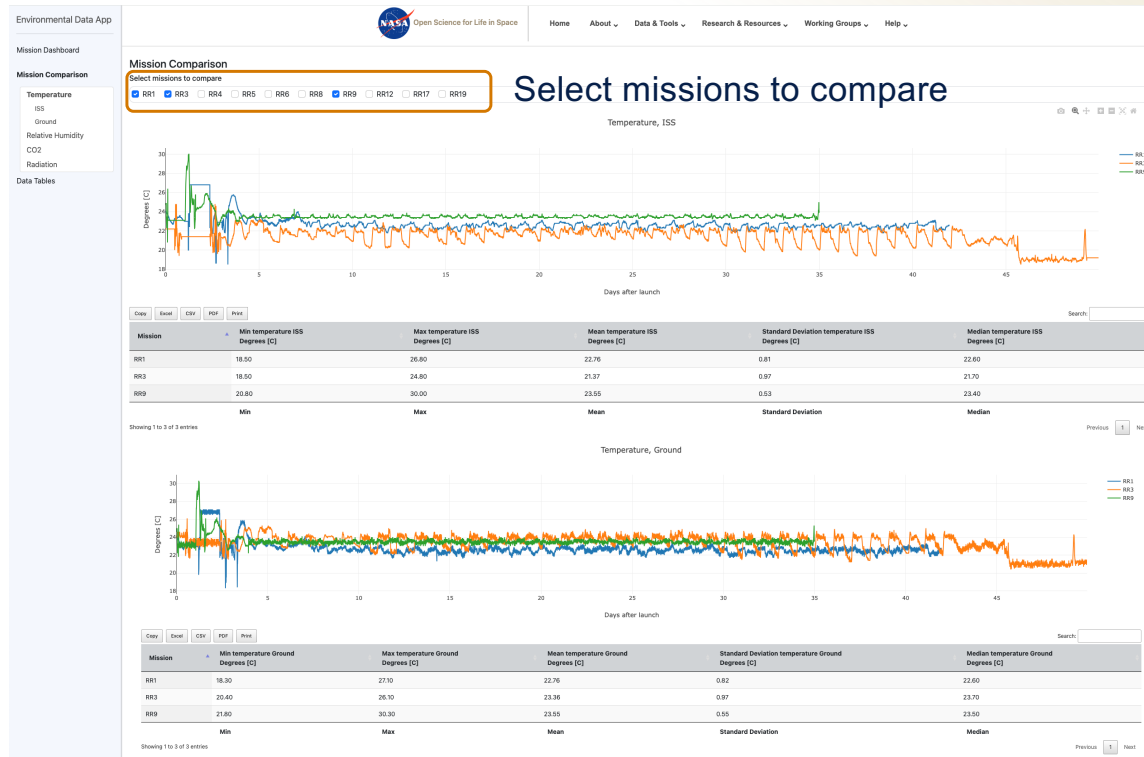 Environmental Data App
NASA
Open Science for Life in Space
Home About Data & Tools Research & Resources Working Groups Help
Mission Dashboard
Mission Comparison
Temperature
ISS
Ground
Relative Humidity
CO2
Radiation
Data Tables
Mission Comparison
Select missions to compare
RR1 RR3 RR4 RR5 RR6 RR8 RR9 RR12 RR17 RR19
Select missions to compare
Temperature, ISS
30
28
26
24
22
20
18
Degrees [C]
0 5 10 15 20 25 30 35 40 45
Days after launch
Copy Excel CSV PDF Print
Search:
Mission Min temperature ISS Degrees [C] Max temperature ISS Degrees [C] Mean temperature ISS Degrees [C] Standard Deviation temperature ISS Degrees [C] Median temperature ISS Degrees [C]
RR1 18.50 26.80 22.76 0.81 22.60
RR3 18.50 24.80 21.37 0.97 21.70
RR9 20.80 30.00 23.55 0.53 23.40
Min Max Mean Standard Deviation Median
Showing 1 to 3 of 3 entries
Previous 1
Temperature, Ground
30
28
26
24
22
20
18
Degrees [C]
RR1
RR3
RR9
0 5 10 15 20 25 30 35 40 45
Days after launch
Copy Excel CSV PDF Print
Search:
Mission Min temperature Ground Degrees [C] Max temperature Ground Degrees [C] Mean temperature Ground Degrees [C] Standard Deviation temperature Ground Degrees [C] Median temperature Ground Degrees [C]
RR1 18.30 27.10 22.76 0.82 22.60
RR3 20.40 26.10 23.36 0.97 23.70
RR9 21.80 30.30 23.55 0.55 23.50
Min Max Mean Standard Deviation Median
Showing 1 to 3 of 3 entries
Previous 1 Next